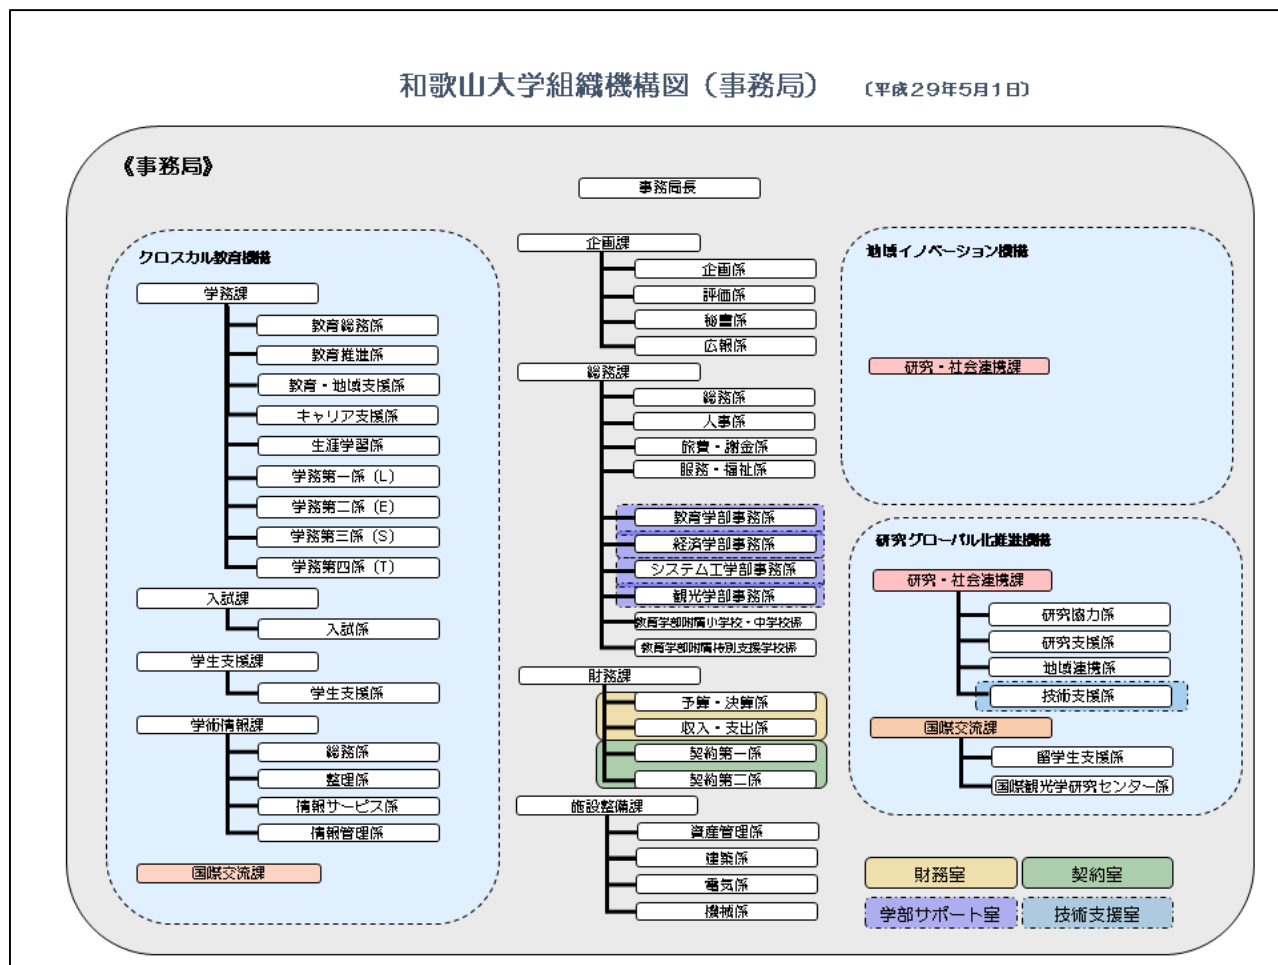 和歌山大学組織機構図（事務局）　（平成29年5月1日）
《事務局》
事務局長
クロスカル教育機構
学務課
教育総務係
教育推進係
教育・地域支援係
キャリア支援係
生涯学習係
学務第一係（L）
学務第二係（E）
学務第三係（S）
学務第四係（T）
入試課
入試係
学生支援課
学生支援係
学術情報課
総務係
整理係
情報サービス係
情報管理係
国際交流課
企画課
企画係
評価係
秘書係
広報係
総務課
総務係
人事係
旅費・謝金係
服務・福祉係
教育学部事務係
経済学部事務係
システム工学部事務係
観光学部事務係
教育学部附属小学校・中学校係
教育学部附属特別支援学校係
財務課
予算・決算係
収入・支出係
契約第一係
契約第二係
施設整備課
資産管理係
建築係
電気係
機械係
地域イノベーション機構
研究・社会連携課
研究グローバル化推進機構
研究・社会連携課
研究協力係
研究支援係
地域連携係
技術支援係
国際交流課
留学生支援係
国際観光学研究センター係
財務室
契約室
学部サポート室
技術支援室